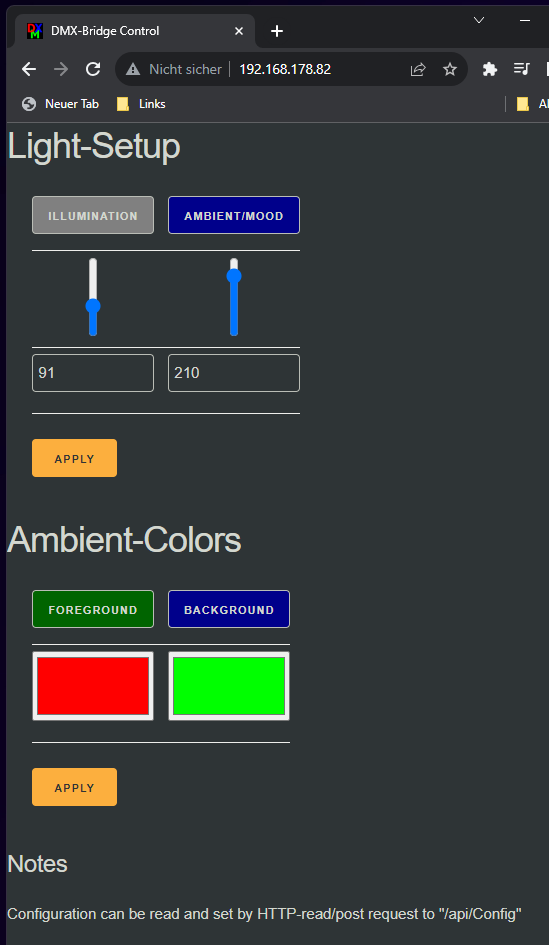 DMX-Bridge Control
Nicht sicher 192.168.178.82
Neuer Tab Links
Light-Setup
ILLUMINATION AMBIENT/MOOD
91 210
APPLY
Ambient-Colors
FOREGROUND BACKGROUND
APPLY
Notes
Configuration can be read and set by HTTP-read/post request to "/api/Config"